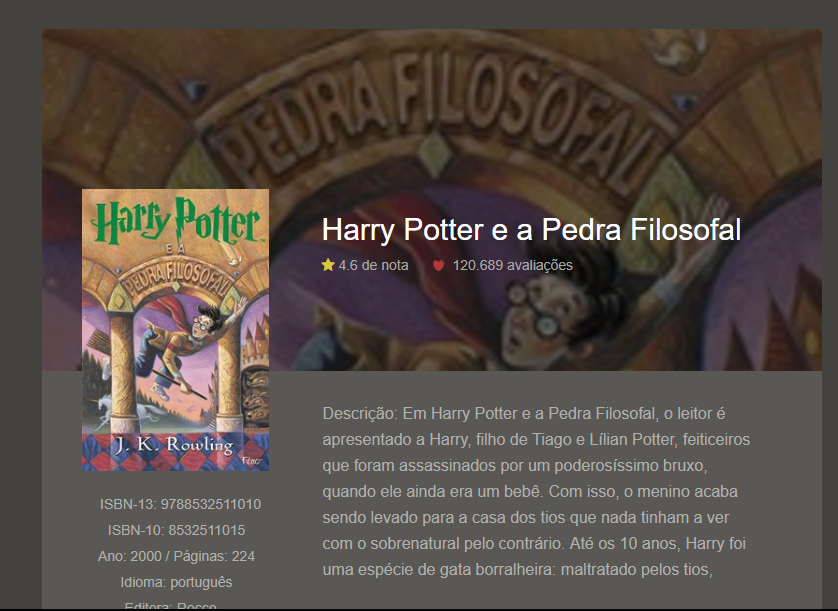 PEDRA FILOSOFAL
Harry Potter
E A
PEDRA FILOSOFAL
J. K. Rowling
Harry Potter e a Pedra Filosofal
4.6 de nota 120.689 avaliações
Descrição: Em Harry Potter e a Pedra Filosofal, o leitor é
apresentado a Harry, filho de Tiago e Lílian Potter, feiticeiros
que foram assassinados por um poderosíssimo bruxo,
quando ele ainda era um bebê. Com isso, o menino acaba
sendo levado para a casa dos tios que nada tinham a ver
com o sobrenatural pelo contrário. Até os 10 anos, Harry foi
uma espécie de gata borralheira: maltratado pelos tios,
ISBN-13: 9788532511010
ISBN-10: 8532511015
Ano: 2000 / Páginas: 224
Idioma: português
Editora: Rocco